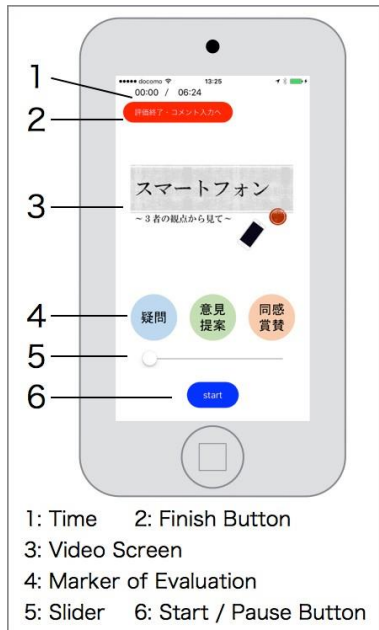 ●●●●● docomo 13:25
1 00:00 / 06:24
2 評価終了・コメント入力へ
3 スマートフォン
～3者の観点から見て～
4 疑問 意見提案 同感賞賛
5
6 start
1: Time 2: Finish Button
3: Video Screen
4: Marker of Evaluation
5: Slider 6: Start / Pause Button